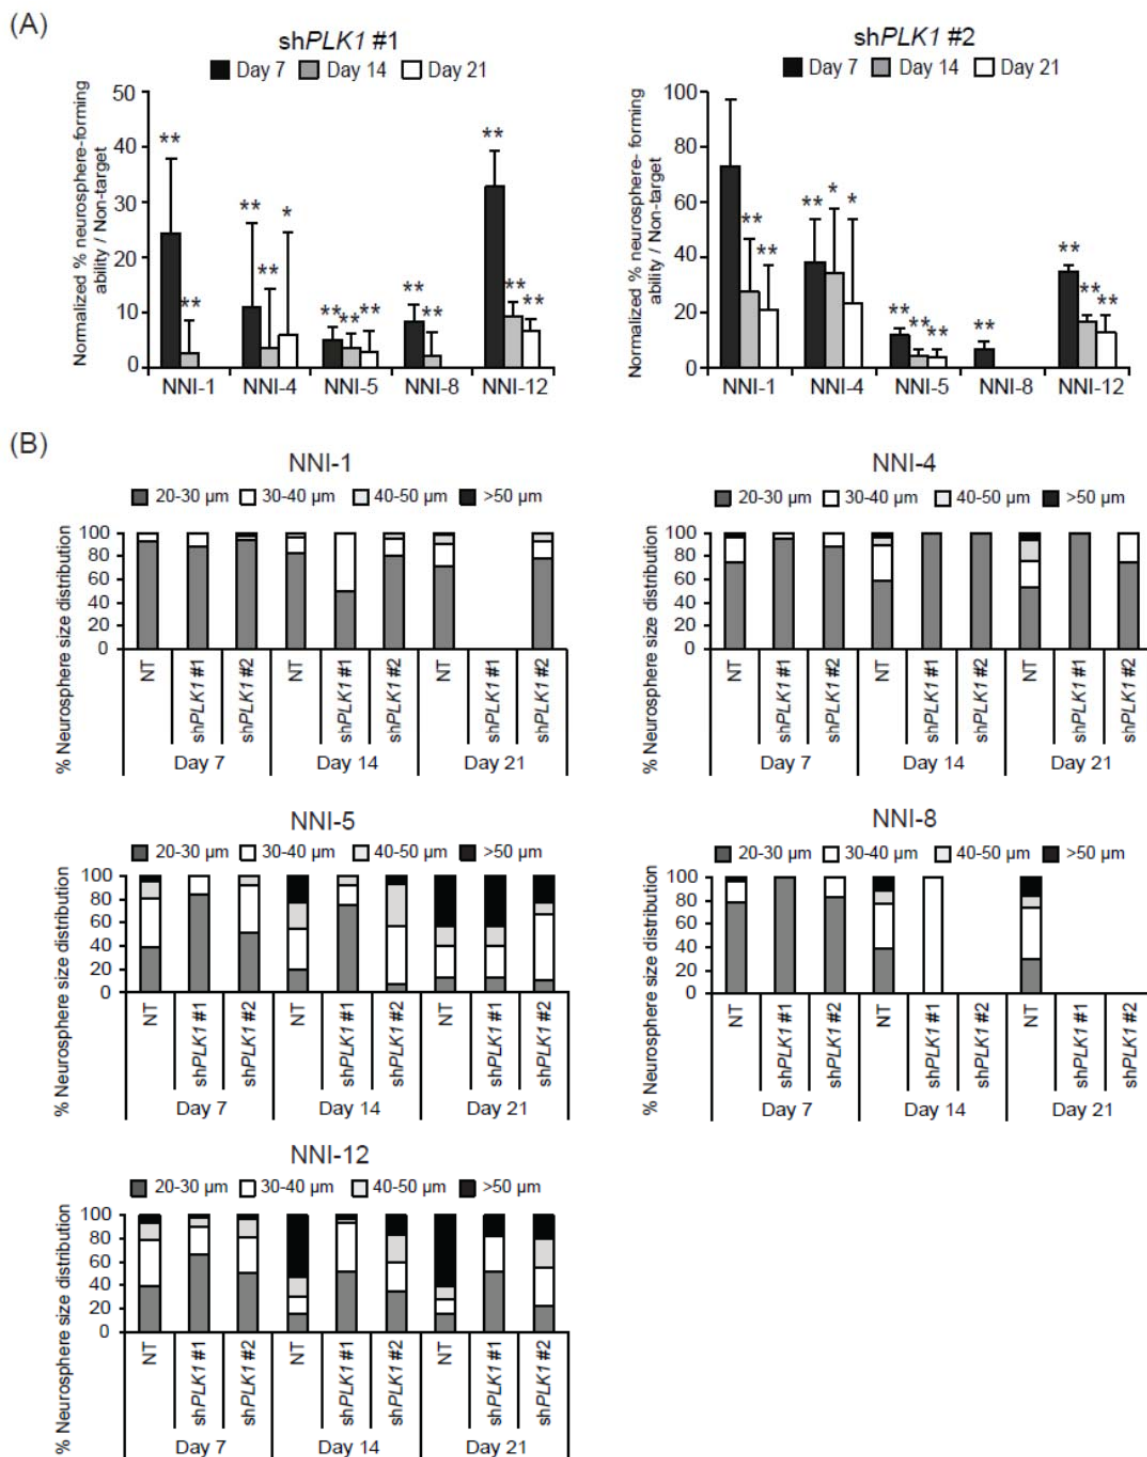 (A)
shPLK1 #1
Day 7 Day 14 Day 21
Normalized % neurosphere-forming
ability / Non-target
50
40
30
20
10
0
** ** ** ** * ** ** ** ** ** ** ** **
NNI-1 NNI-4 NNI-5 NNI-8 NNI-12
shPLK1 #2
Day 7 Day 14 Day 21
Normalized % neurosphere- forming
ability / Non-target
100
80
60
40
20
0
** ** ** * * ** ** ** ** ** ** **
NNI-1 NNI-4 NNI-5 NNI-8 NNI-12
(B)
NNI-1
20-30 µm 30-40 µm 40-50 µm >50 µm
% Neurosphere size distribution
100
80
60
40
20
0
NT shPLK1 #1 shPLK1 #2 NT shPLK1 #1 shPLK1 #2 NT shPLK1 #1 shPLK1 #2
Day 7 Day 14 Day 21
NNI-4
20-30 µm 30-40 µm 40-50 µm >50 µm
% Neurosphere size distribution
100
80
60
40
20
0
NT shPLK1 #1 shPLK1 #2 NT shPLK1 #1 shPLK1 #2 NT shPLK1 #1 shPLK1 #2
Day 7 Day 14 Day 21
NNI-5
20-30 µm 30-40 µm 40-50 µm >50 µm
% Neurosphere size distribution
100
80
60
40
20
0
NT shPLK1 #1 shPLK1 #2 NT shPLK1 #1 shPLK1 #2 NT shPLK1 #1 shPLK1 #2
Day 7 Day 14 Day 21
NNI-8
20-30 µm 30-40 µm 40-50 µm >50 µm
% Neurosphere size distribution
100
80
60
40
20
0
NT shPLK1 #1 shPLK1 #2 NT shPLK1 #1 shPLK1 #2 NT shPLK1 #1 shPLK1 #2
Day 7 Day 14 Day 21
NNI-12
20-30 µm 30-40 µm 40-50 µm >50 µm
% Neurosphere size distribution
100
80
60
40
20
0
NT shPLK1 #1 shPLK1 #2 NT shPLK1 #1 shPLK1 #2 NT shPLK1 #1 shPLK1 #2
Day 7 Day 14 Day 21